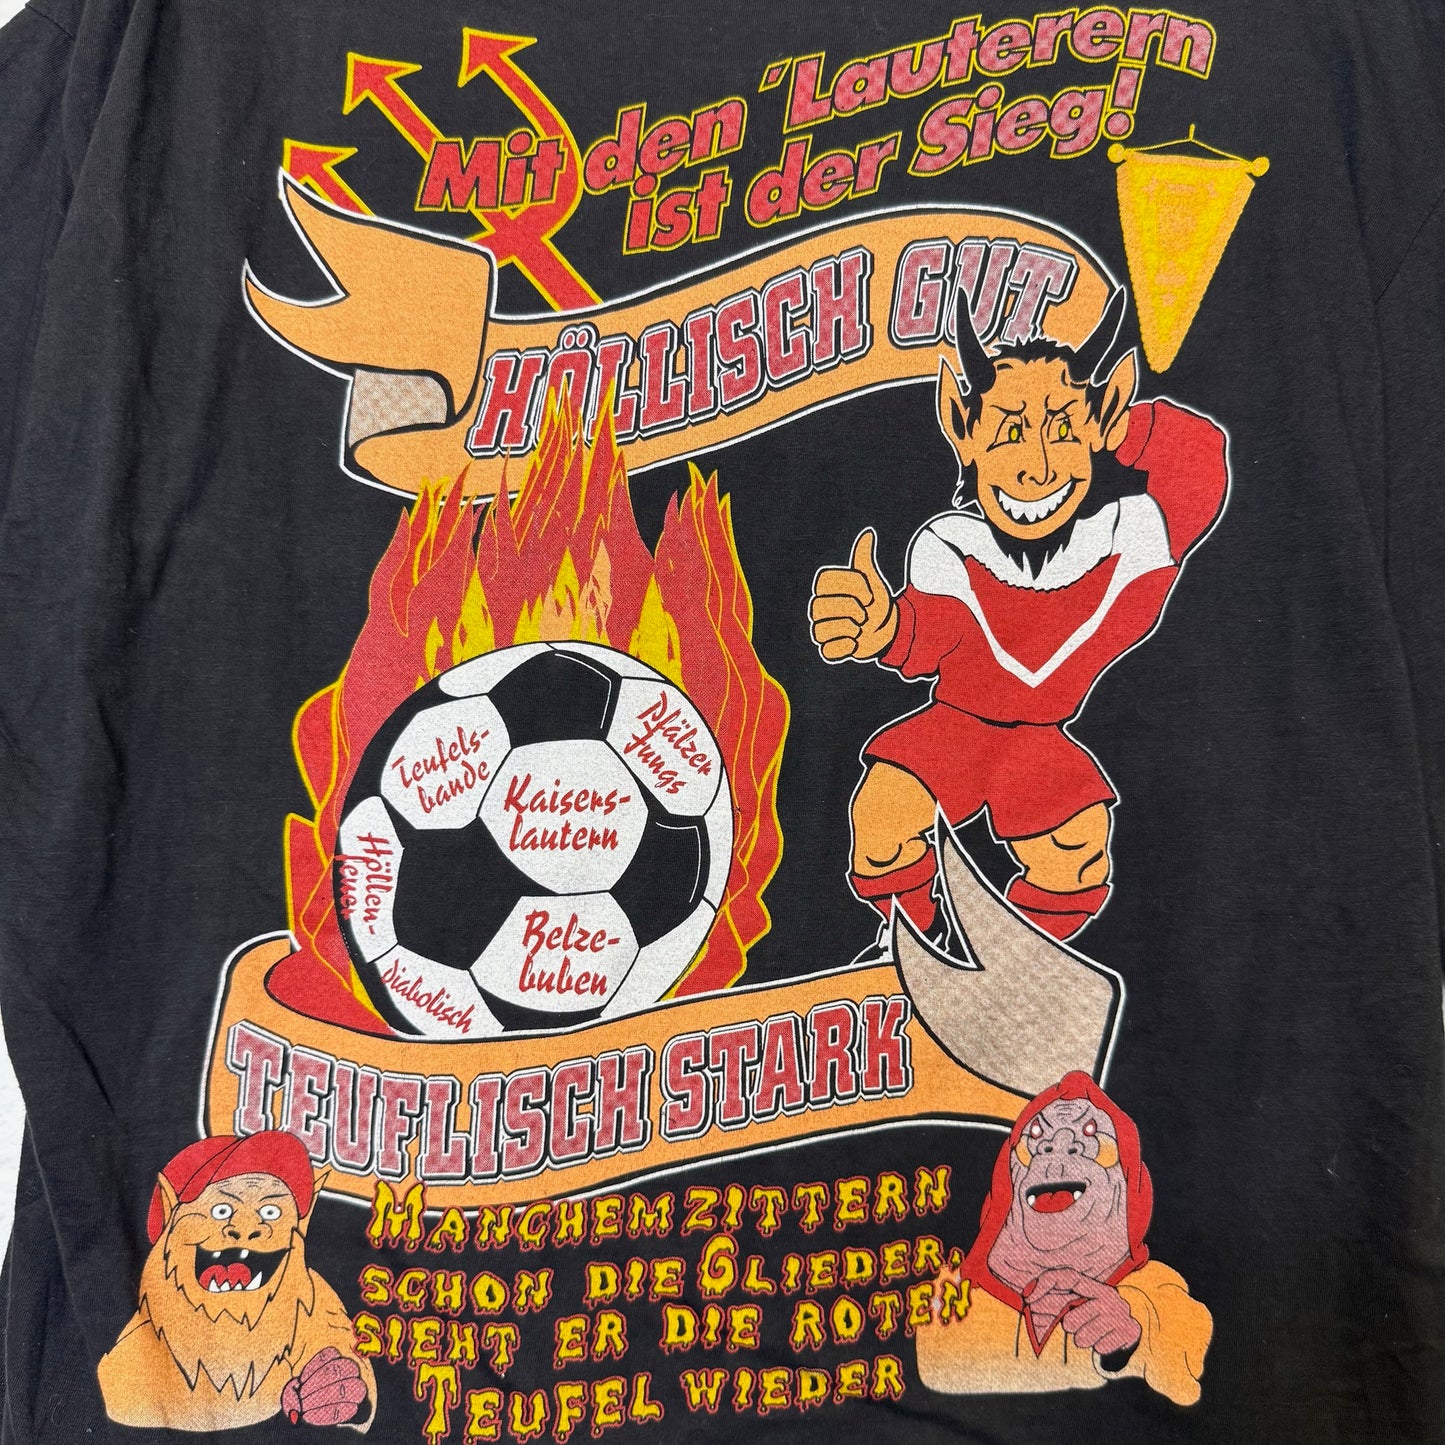 Mit den 'Lauterern
ist der Sieg!
HÖLLISCH GUT
Teufels-
bande
Pfälzer
Jungs
Kaisers-
lautern
Höllen-
feuer
Belze-
buben
diabolisch
TEUFLISCH STARK
MANCHEM ZITTERN
SCHON DIE GLIEDER,
SIEHT ER DIE ROTEN
TEUFEL WIEDER